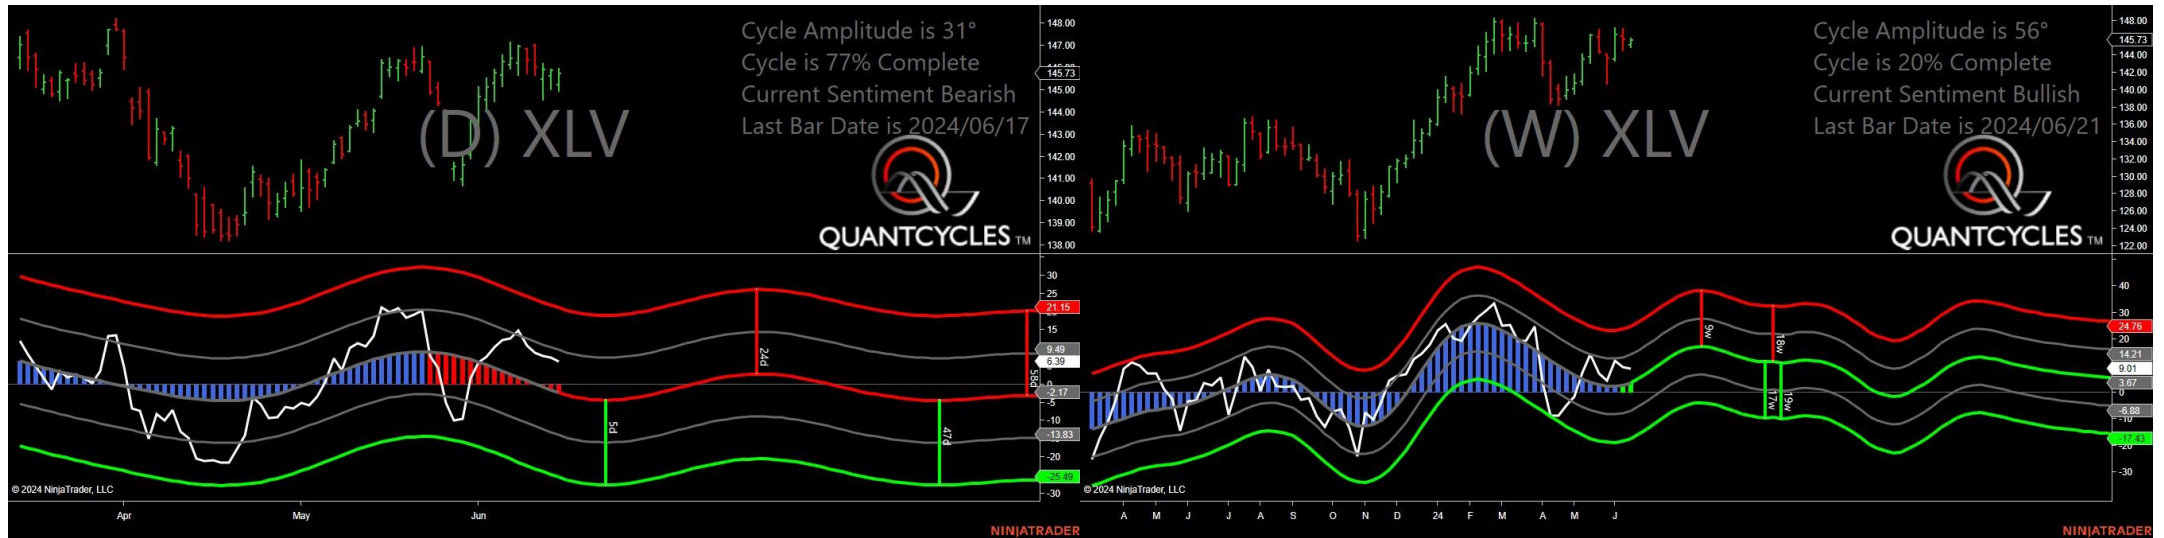 Cycle Amplitude is 31°
Cycle is 77% Complete
Current Sentiment Bearish
Last Bar Date is 2024/06/17
(D) XLV
QUANTCYCLES TM
148.00
147.00
145.73
145.00
144.00
143.00
142.00
141.00
140.00
139.00
138.00
30
25
21.15
15
9.49
6.39
0
-2.17
-5
-10
-13.83
-20
-25.49
-30
5d
24d
47d
58d
© 2024 NinjaTrader, LLC
Apr
May
Jun
NINJATRADER
Cycle Amplitude is 56°
Cycle is 20% Complete
Current Sentiment Bullish
Last Bar Date is 2024/06/21
(W) XLV
QUANTCYCLES TM
148.00
145.73
144.00
142.00
140.00
138.00
136.00
134.00
132.00
130.00
128.00
126.00
124.00
122.00
40
30
24.76
20
14.21
9.01
3.67
0
-6.88
-10
-17.43
-20
-30
9w
18w
17w
19w
© 2024 NinjaTrader, LLC
A
M
J
J
A
S
O
N
D
24
F
M
A
M
J
NINJATRADER